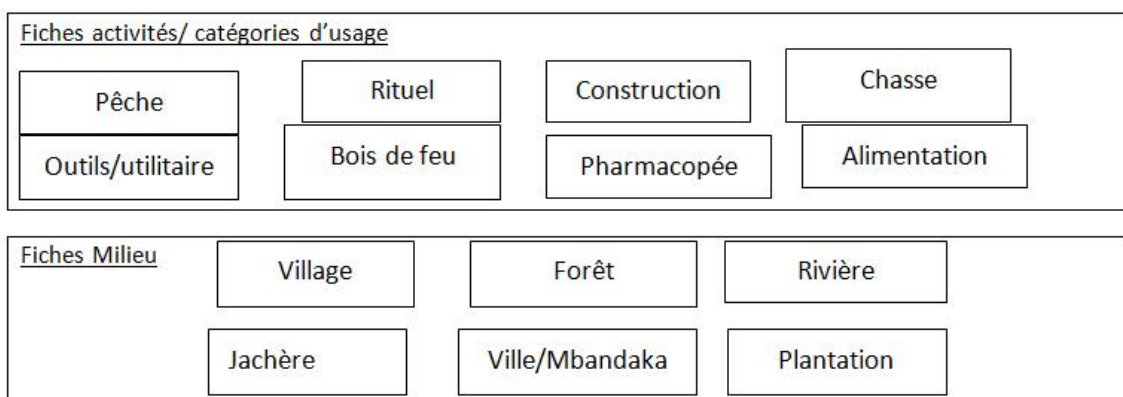 Fiches activités/ catégories d’usage
Pêche
Rituel
Construction
Chasse
Outils/utilitaire
Bois de feu
Pharmacopée
Alimentation
Fiches Milieu
Village
Forêt
Rivière
Jachère
Ville/Mbandaka
Plantation